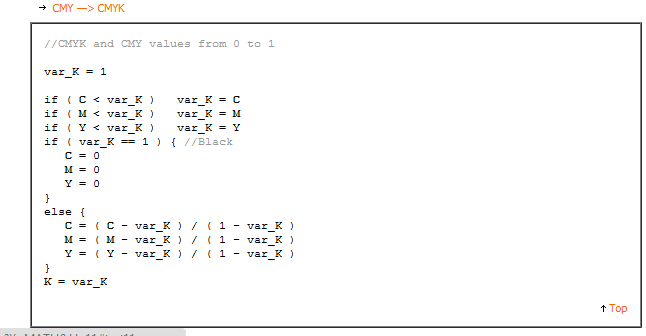 → CMY —> CMYK
//CMYK and CMY values from 0 to 1
var_K = 1
if ( C < var_K )   var_K = C
if ( M < var_K )   var_K = M
if ( Y < var_K )   var_K = Y
if ( var_K == 1 ) { //Black
   C = 0
   M = 0
   Y = 0
}
else {
   C = ( C - var_K ) / ( 1 - var_K )
   M = ( M - var_K ) / ( 1 - var_K )
   Y = ( Y - var_K ) / ( 1 - var_K )
}
K = var_K
↑ Top